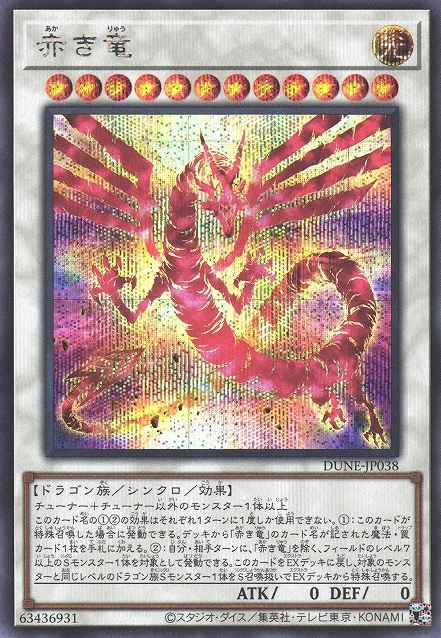 赤き竜
光
DUNE-JP038
【ドラゴン族/シンクロ/効果】
チューナー+チューナー以外のモンスター1体以上
このカード名の①②の効果はそれぞれ1ターンに1度しか使用できない。①:このカードが
特殊召喚した場合に発動できる。デッキから「赤き竜」のカード名が記された魔法・罠
カード1枚を手札に加える。②:自分・相手ターンに、「赤き竜」を除く、フィールドのレベル7
以上のSモンスター1体を対象として発動できる。このカードをEXデッキに戻し、対象のモンス
ターと同じレベルのドラゴン族Sモンスター1体をS召喚扱いでEXデッキから特殊召喚する。
ATK/ 0 DEF/ 0
63436931 ©スタジオ・ダイス/集英社・テレビ東京・KONAMI